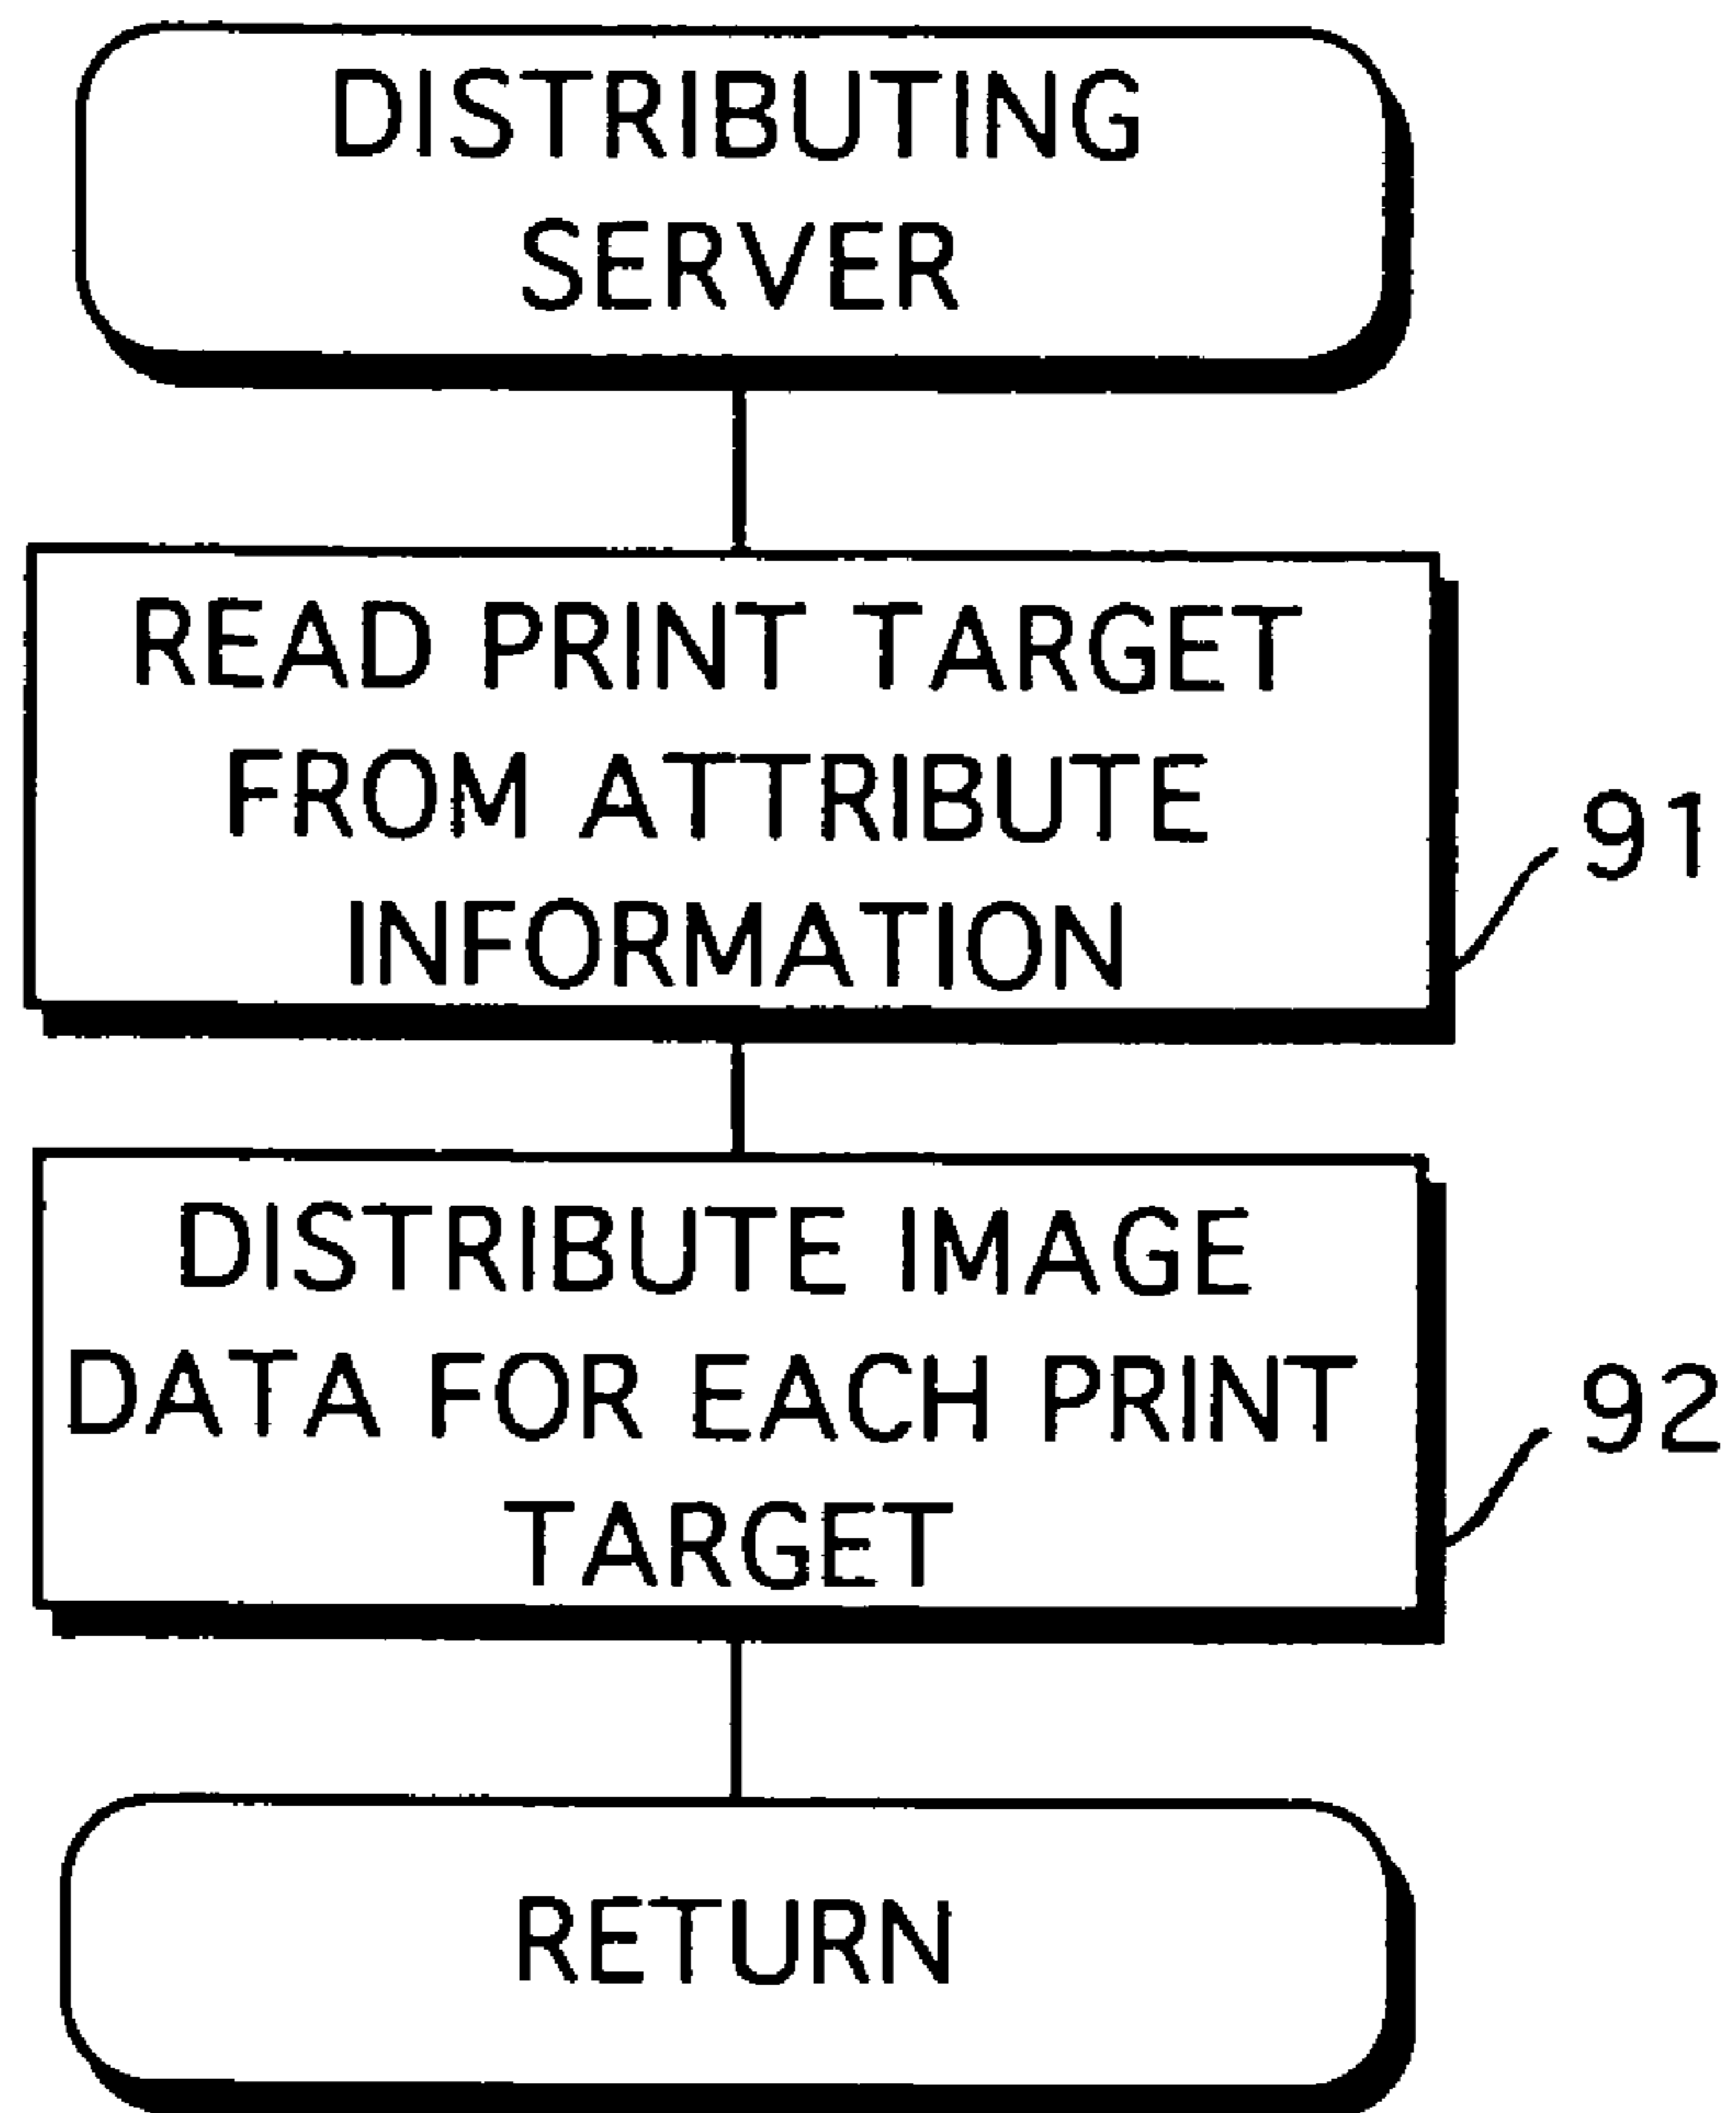 DISTRIBUTING
SERVER
READ PRINT TARGET
FROM ATTRIBUTE
INFORMATION
91
DISTRIBUTE IMAGE
DATA FOR EACH PRINT
TARGET
92
RETURN